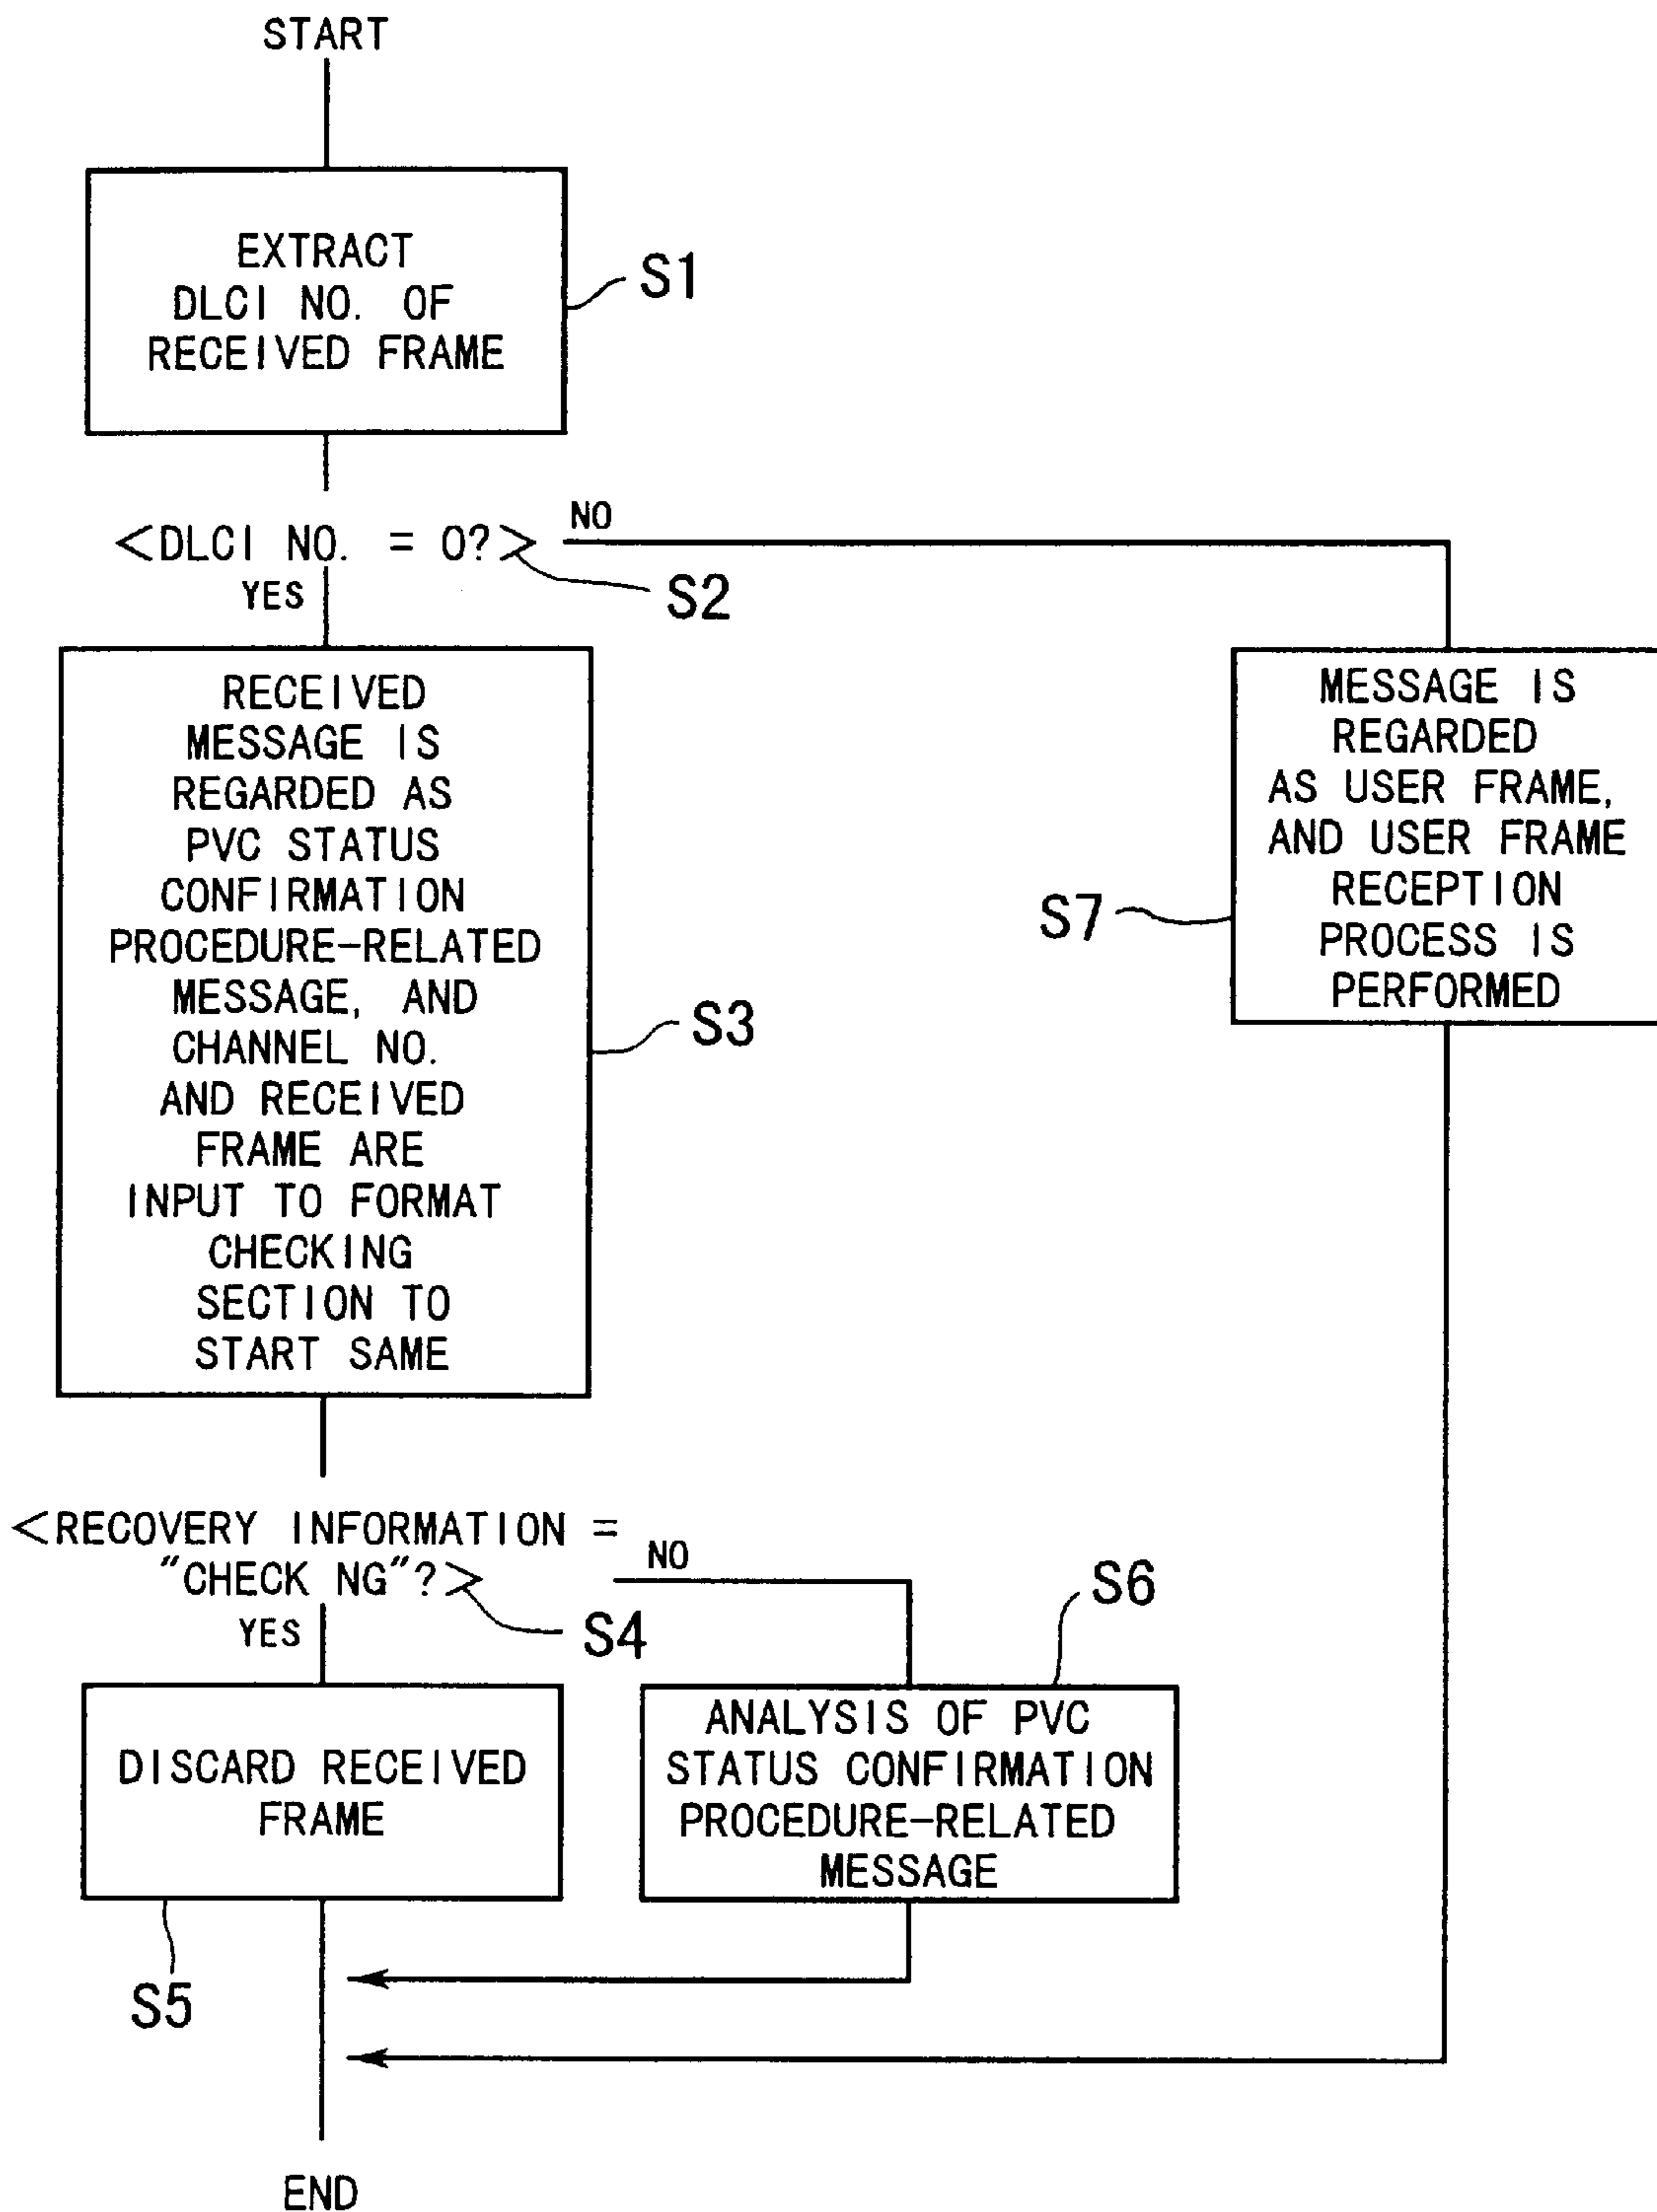 START
EXTRACT
DLCI NO. OF
RECEIVED FRAME
S1
<DLCI NO. = 0?>
NO
YES
S2
RECEIVED
MESSAGE IS
REGARDED AS
PVC STATUS
CONFIRMATION
PROCEDURE-RELATED
MESSAGE, AND
CHANNEL NO.
AND RECEIVED
FRAME ARE
INPUT TO FORMAT
CHECKING
SECTION TO
START SAME
S3
MESSAGE IS
REGARDED
AS USER FRAME,
AND USER FRAME
RECEPTION
PROCESS IS
PERFORMED
S7
<RECOVERY INFORMATION =
"CHECK NG"?>
NO
YES
S4
S6
DISCARD RECEIVED
FRAME
S5
ANALYSIS OF PVC
STATUS CONFIRMATION
PROCEDURE-RELATED
MESSAGE
END